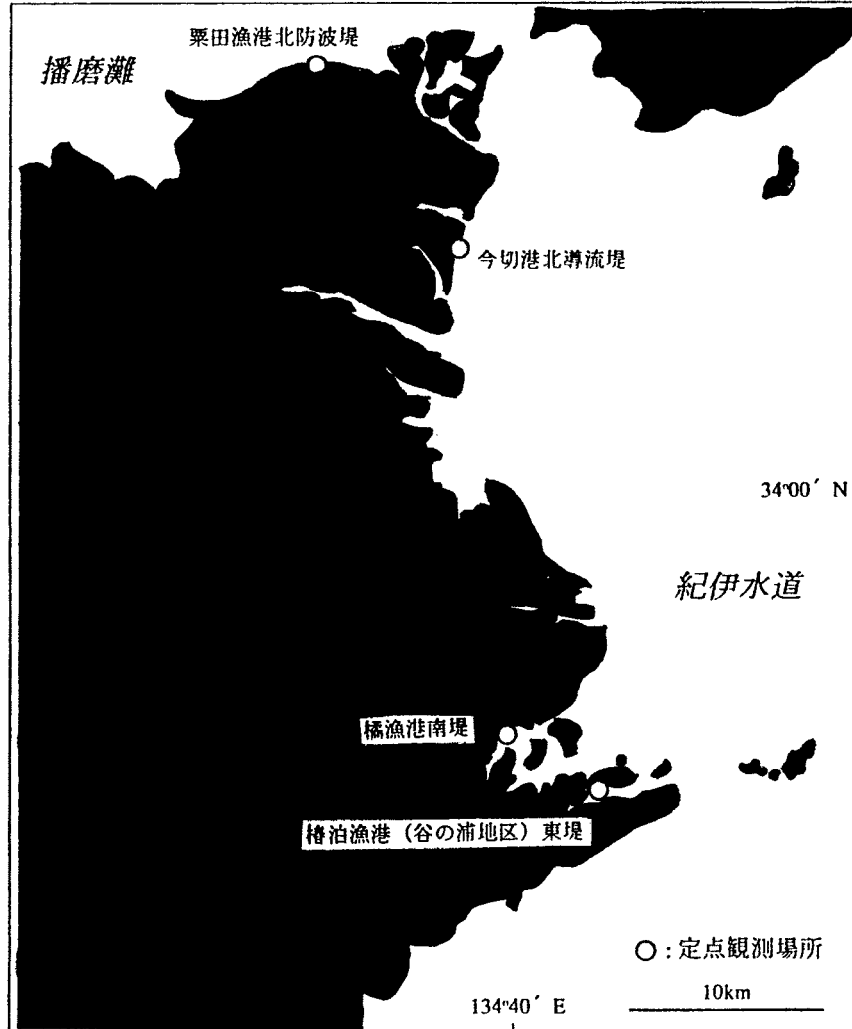 粟田漁港北防波堤
播磨灘
今切港北導流堤
34°00′ N
紀伊水道
橘漁港南堤
椿泊漁港（谷の浦地区）東堤
○：定点観測場所
134°40′ E
10km